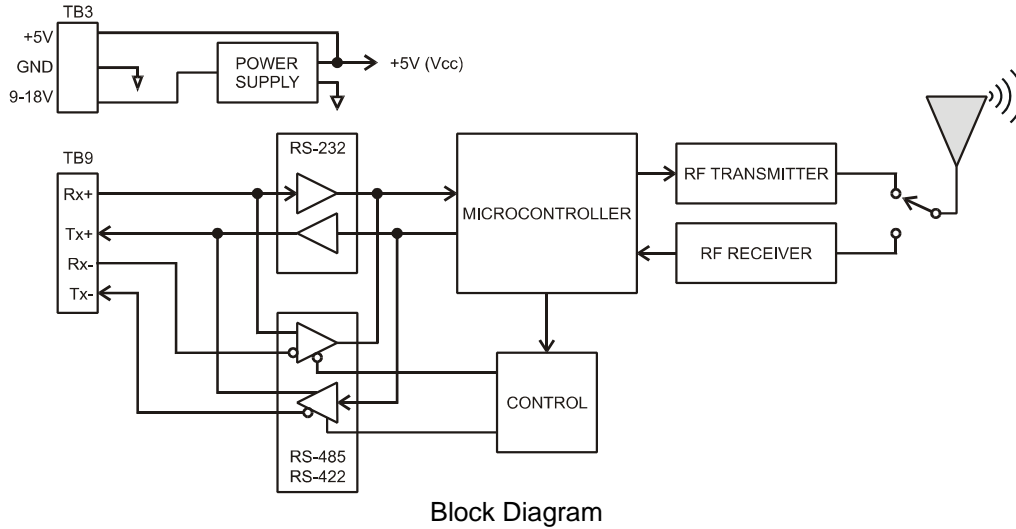 TB3
+5V
GND
9-18V
POWER
SUPPLY
+5V (Vcc)
TB9
Rx+
Tx+
Rx-
Tx-
RS-232
MICROCONTROLLER
RF TRANSMITTER
RF RECEIVER
CONTROL
RS-485
RS-422
Block Diagram